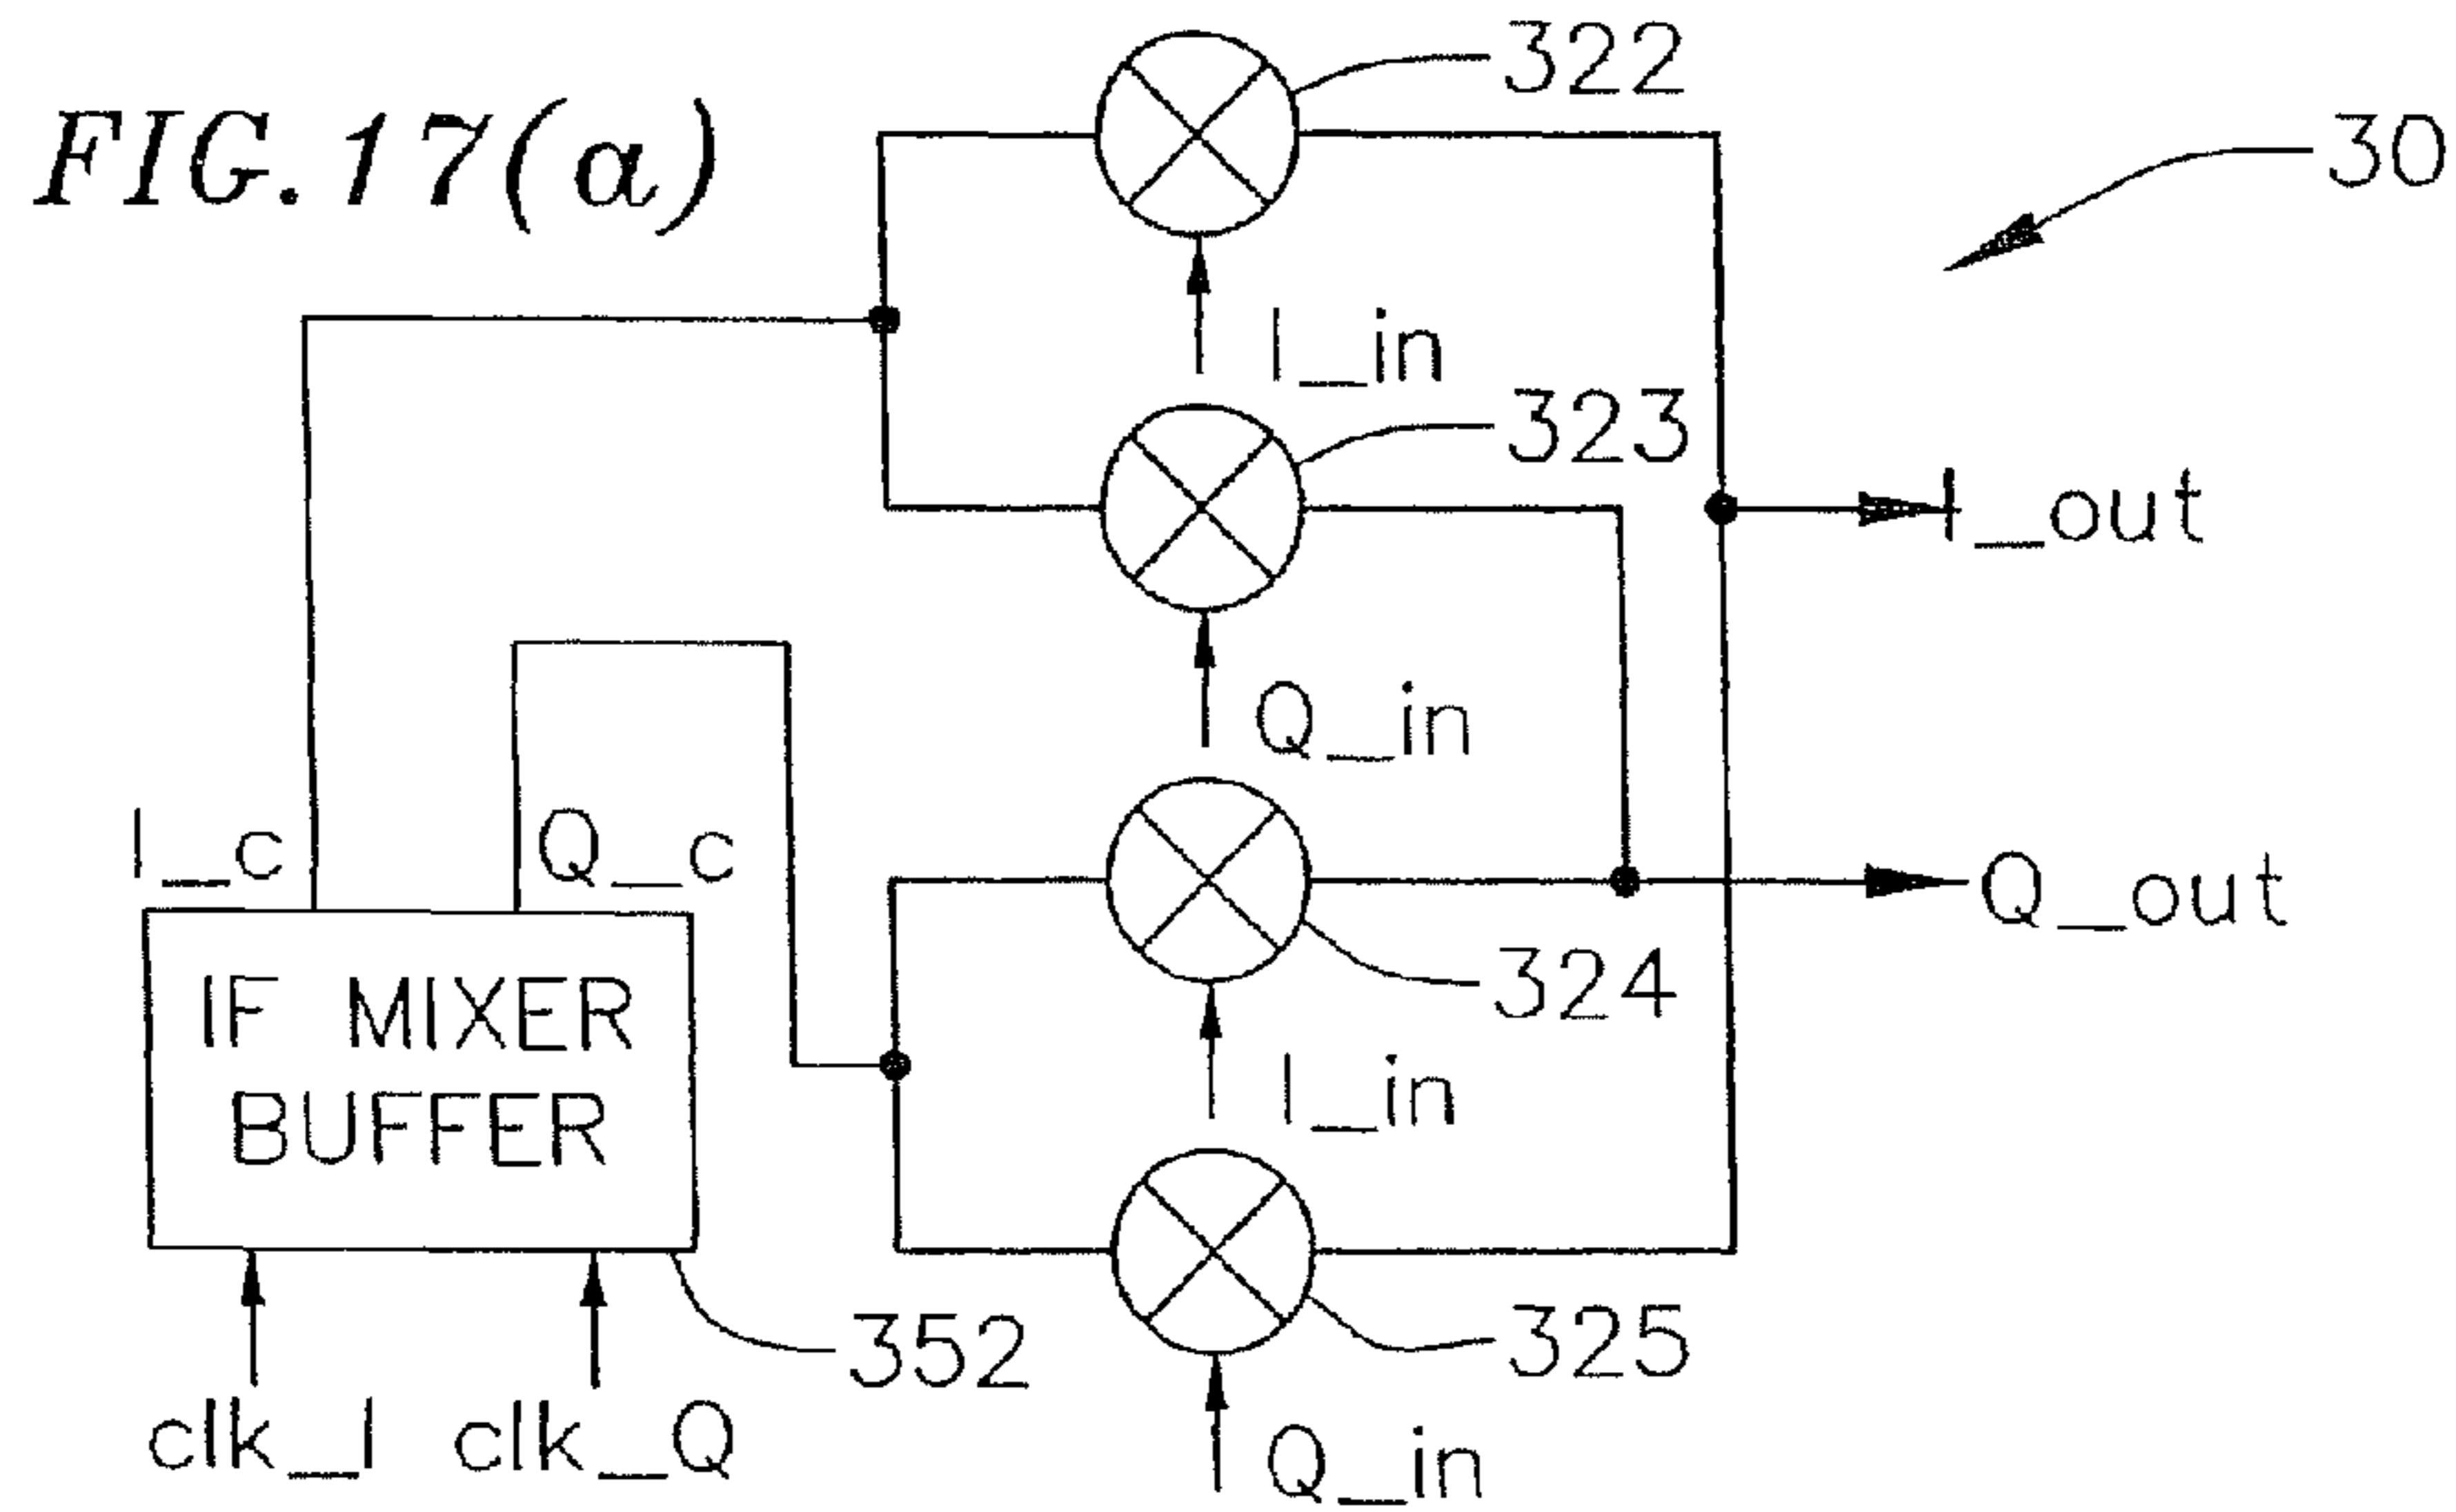 FIG. 17(a)
322
30
I_in
323
I_out
Q_in
I_c
Q_c
Q_out
IF MIXER
BUFFER
324
I_in
352
325
clk_I
clk_Q
Q_in